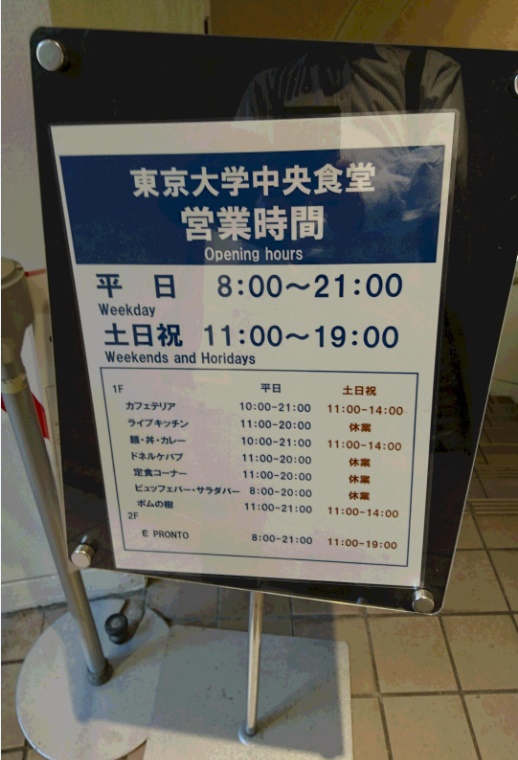 東京大学中央食堂
営業時間
Opening hours
平 日 8:00～21:00
Weekday
土日祝 11:00～19:00
Weekends and Horidays
1F 平日 土日祝
カフェテリア 10:00-21:00 11:00-14:00
ライブキッチン 11:00-20:00 休業
麺・丼・カレー 10:00-21:00 11:00-14:00
ドネルケバブ 11:00-20:00 休業
定食コーナー 11:00-20:00 休業
ビュッフェバー・サラダバー 8:00-20:00 休業
ポムの樹 11:00-21:00 11:00-14:00
2F
E PRONTO 8:00-21:00 11:00-19:00